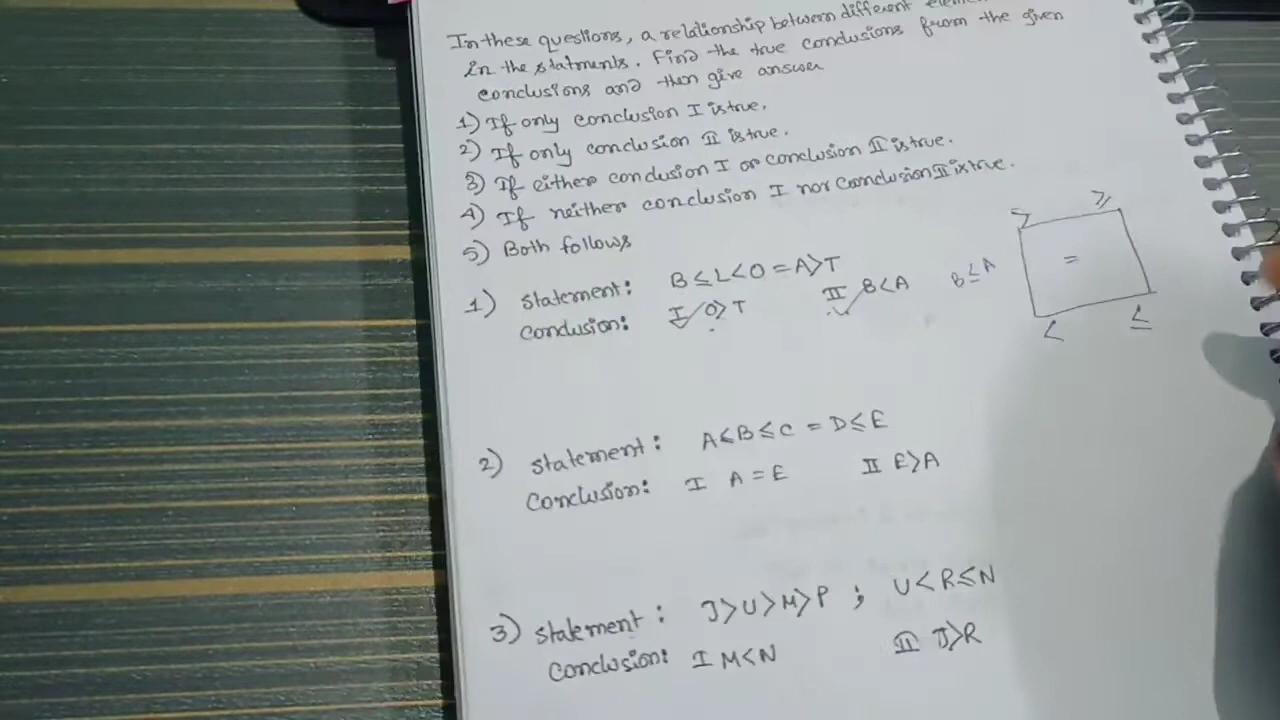 In these questions, a relationship between different
in the statments. Find the true conclusions from the given
conclusions and then give answer
1) If only conclusion I is true.
2) If only conclusion II is true.
3) If either conclusion I or conclusion II is true.
4) If neither conclusion I nor conclusion II is true.
5) Both follows
1) Statement: B ≤ L < O = A > T
Conclusion: I O > T II B < A B ≤ A
> ≥
=
< ≤
2) Statement: A < B ≤ C = D ≤ E
Conclusion: I A = E II E > A
3) Statement: J > U > M > P ; U < R ≤ N
Conclusion: I M < N II J > R